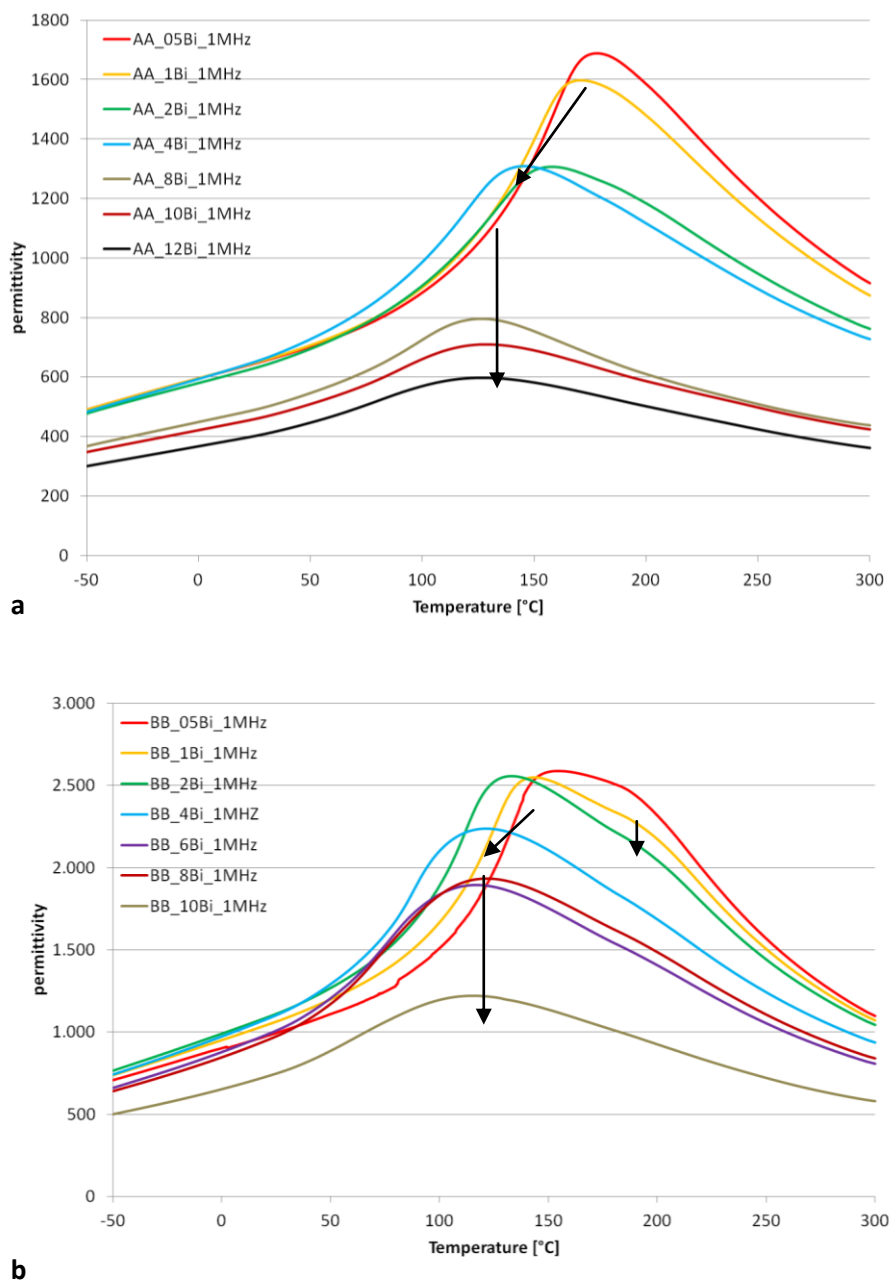 1800
1600
1400
1200
1000
800
600
400
200
0
permittivity
AA_05Bi_1MHz
AA_1Bi_1MHz
AA_2Bi_1MHz
AA_4Bi_1MHz
AA_8Bi_1MHz
AA_10Bi_1MHz
AA_12Bi_1MHz
-50 0 50 100 150 200 250 300
Temperature [°C]
a
3.000
2.500
2.000
1.500
1.000
500
0
permittivity
BB_05Bi_1MHz
BB_1Bi_1MHz
BB_2Bi_1MHz
BB_4Bi_1MHZ
BB_6Bi_1MHz
BB_8Bi_1MHz
BB_10Bi_1MHz
-50 0 50 100 150 200 250 300
Temperature [°C]
b